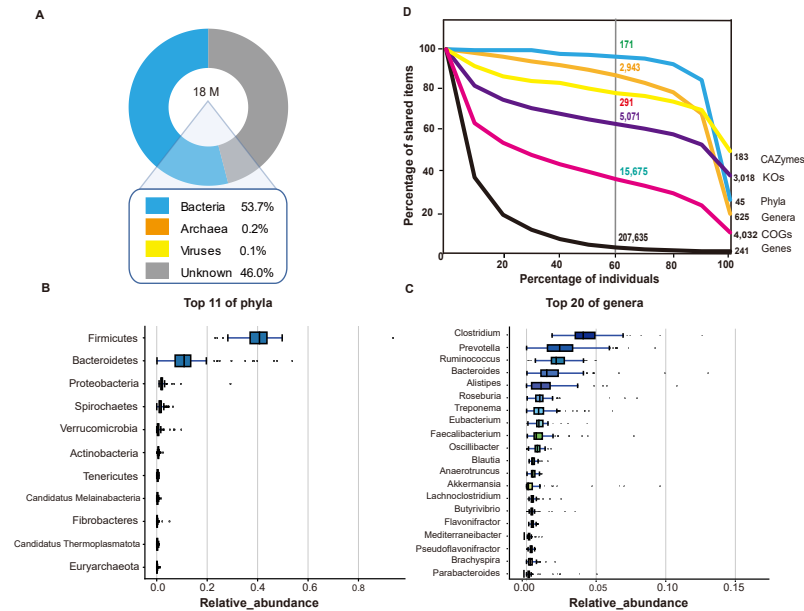 A
18 M
Bacteria 53.7%
Archaea 0.2%
Viruses 0.1%
Unknown 46.0%
D
Percentage of shared items
100
80
60
40
20
0
20
40
60
80
100
Percentage of individuals
171
2,943
291
5,071
15,675
207,635
183 CAZymes
3,018 KOs
45 Phyla
625 Genera
4,032 COGs
241 Genes
B
Top 11 of phyla
Firmicutes
Bacteroidetes
Proteobacteria
Spirochaetes
Verrucomicrobia
Actinobacteria
Tenericutes
Candidatus Melainabacteria
Fibrobacteres
Candidatus Thermoplasmatota
Euryarchaeota
0.0 0.2 0.4 0.6 0.8
Relative_abundance
C
Top 20 of genera
Clostridium
Prevotella
Ruminococcus
Bacteroides
Alistipes
Roseburia
Treponema
Eubacterium
Faecalibacterium
Oscillibacter
Blautia
Anaerotruncus
Akkermansia
Lachnoclostridium
Butyrivibrio
Flavonifractor
Mediterraneibacter
Pseudoflavonifractor
Brachyspira
Parabacteroides
0.00 0.05 0.10 0.15
Relative_abundance